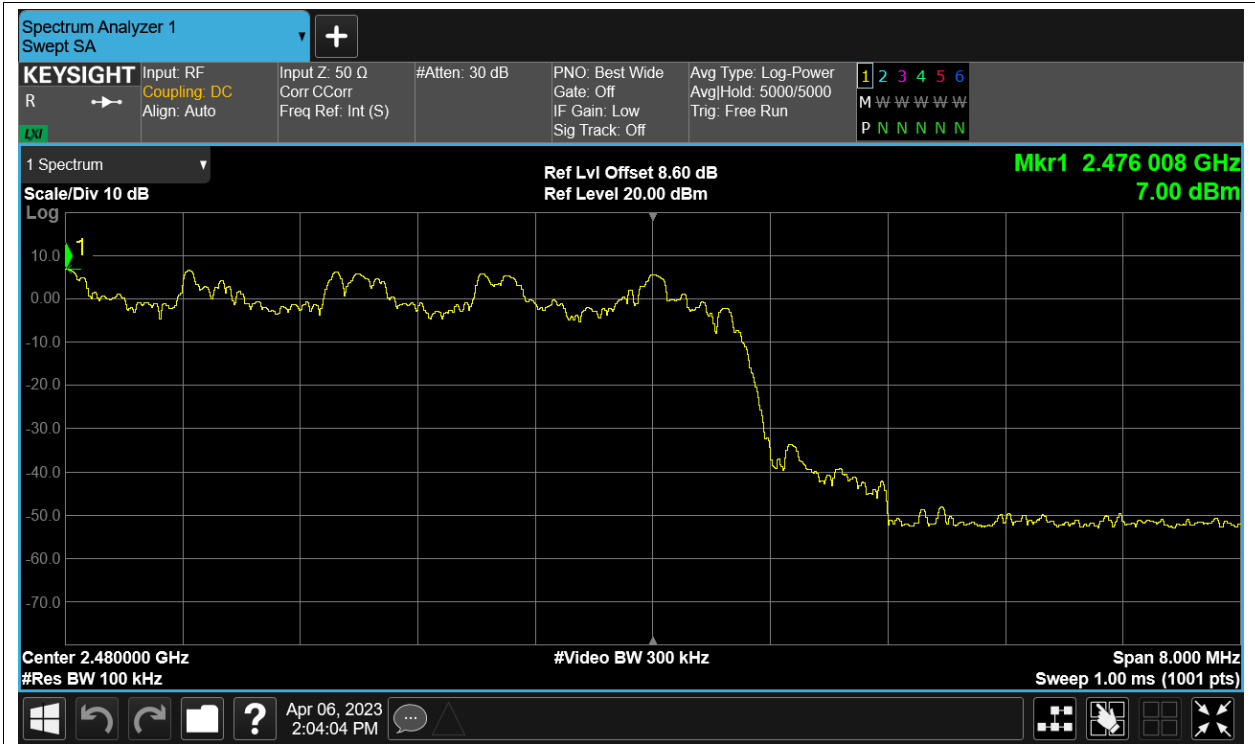 Spectrum Analyzer 1
Swept SA
KEYSIGHT
R
LXI
Input: RF
Coupling: DC
Align: Auto
Input Z: 50 Ω
Corr CCorr
Freq Ref: Int (S)
#Atten: 30 dB
PNO: Best Wide
Gate: Off
IF Gain: Low
Sig Track: Off
Avg Type: Log-Power
Avg|Hold: 5000/5000
Trig: Free Run
1 2 3 4 5 6
M W W W W W
P N N N N N
1 Spectrum
Scale/Div 10 dB
Log
Ref Lvl Offset 8.60 dB
Ref Level 20.00 dBm
Mkr1 2.476 008 GHz
7.00 dBm
1
10.0
0.00
-10.0
-20.0
-30.0
-40.0
-50.0
-60.0
-70.0
Center 2.480000 GHz
#Video BW 300 kHz
Span 8.000 MHz
#Res BW 100 kHz
Sweep 1.00 ms (1001 pts)
?
Apr 06, 2023
2:04:04 PM